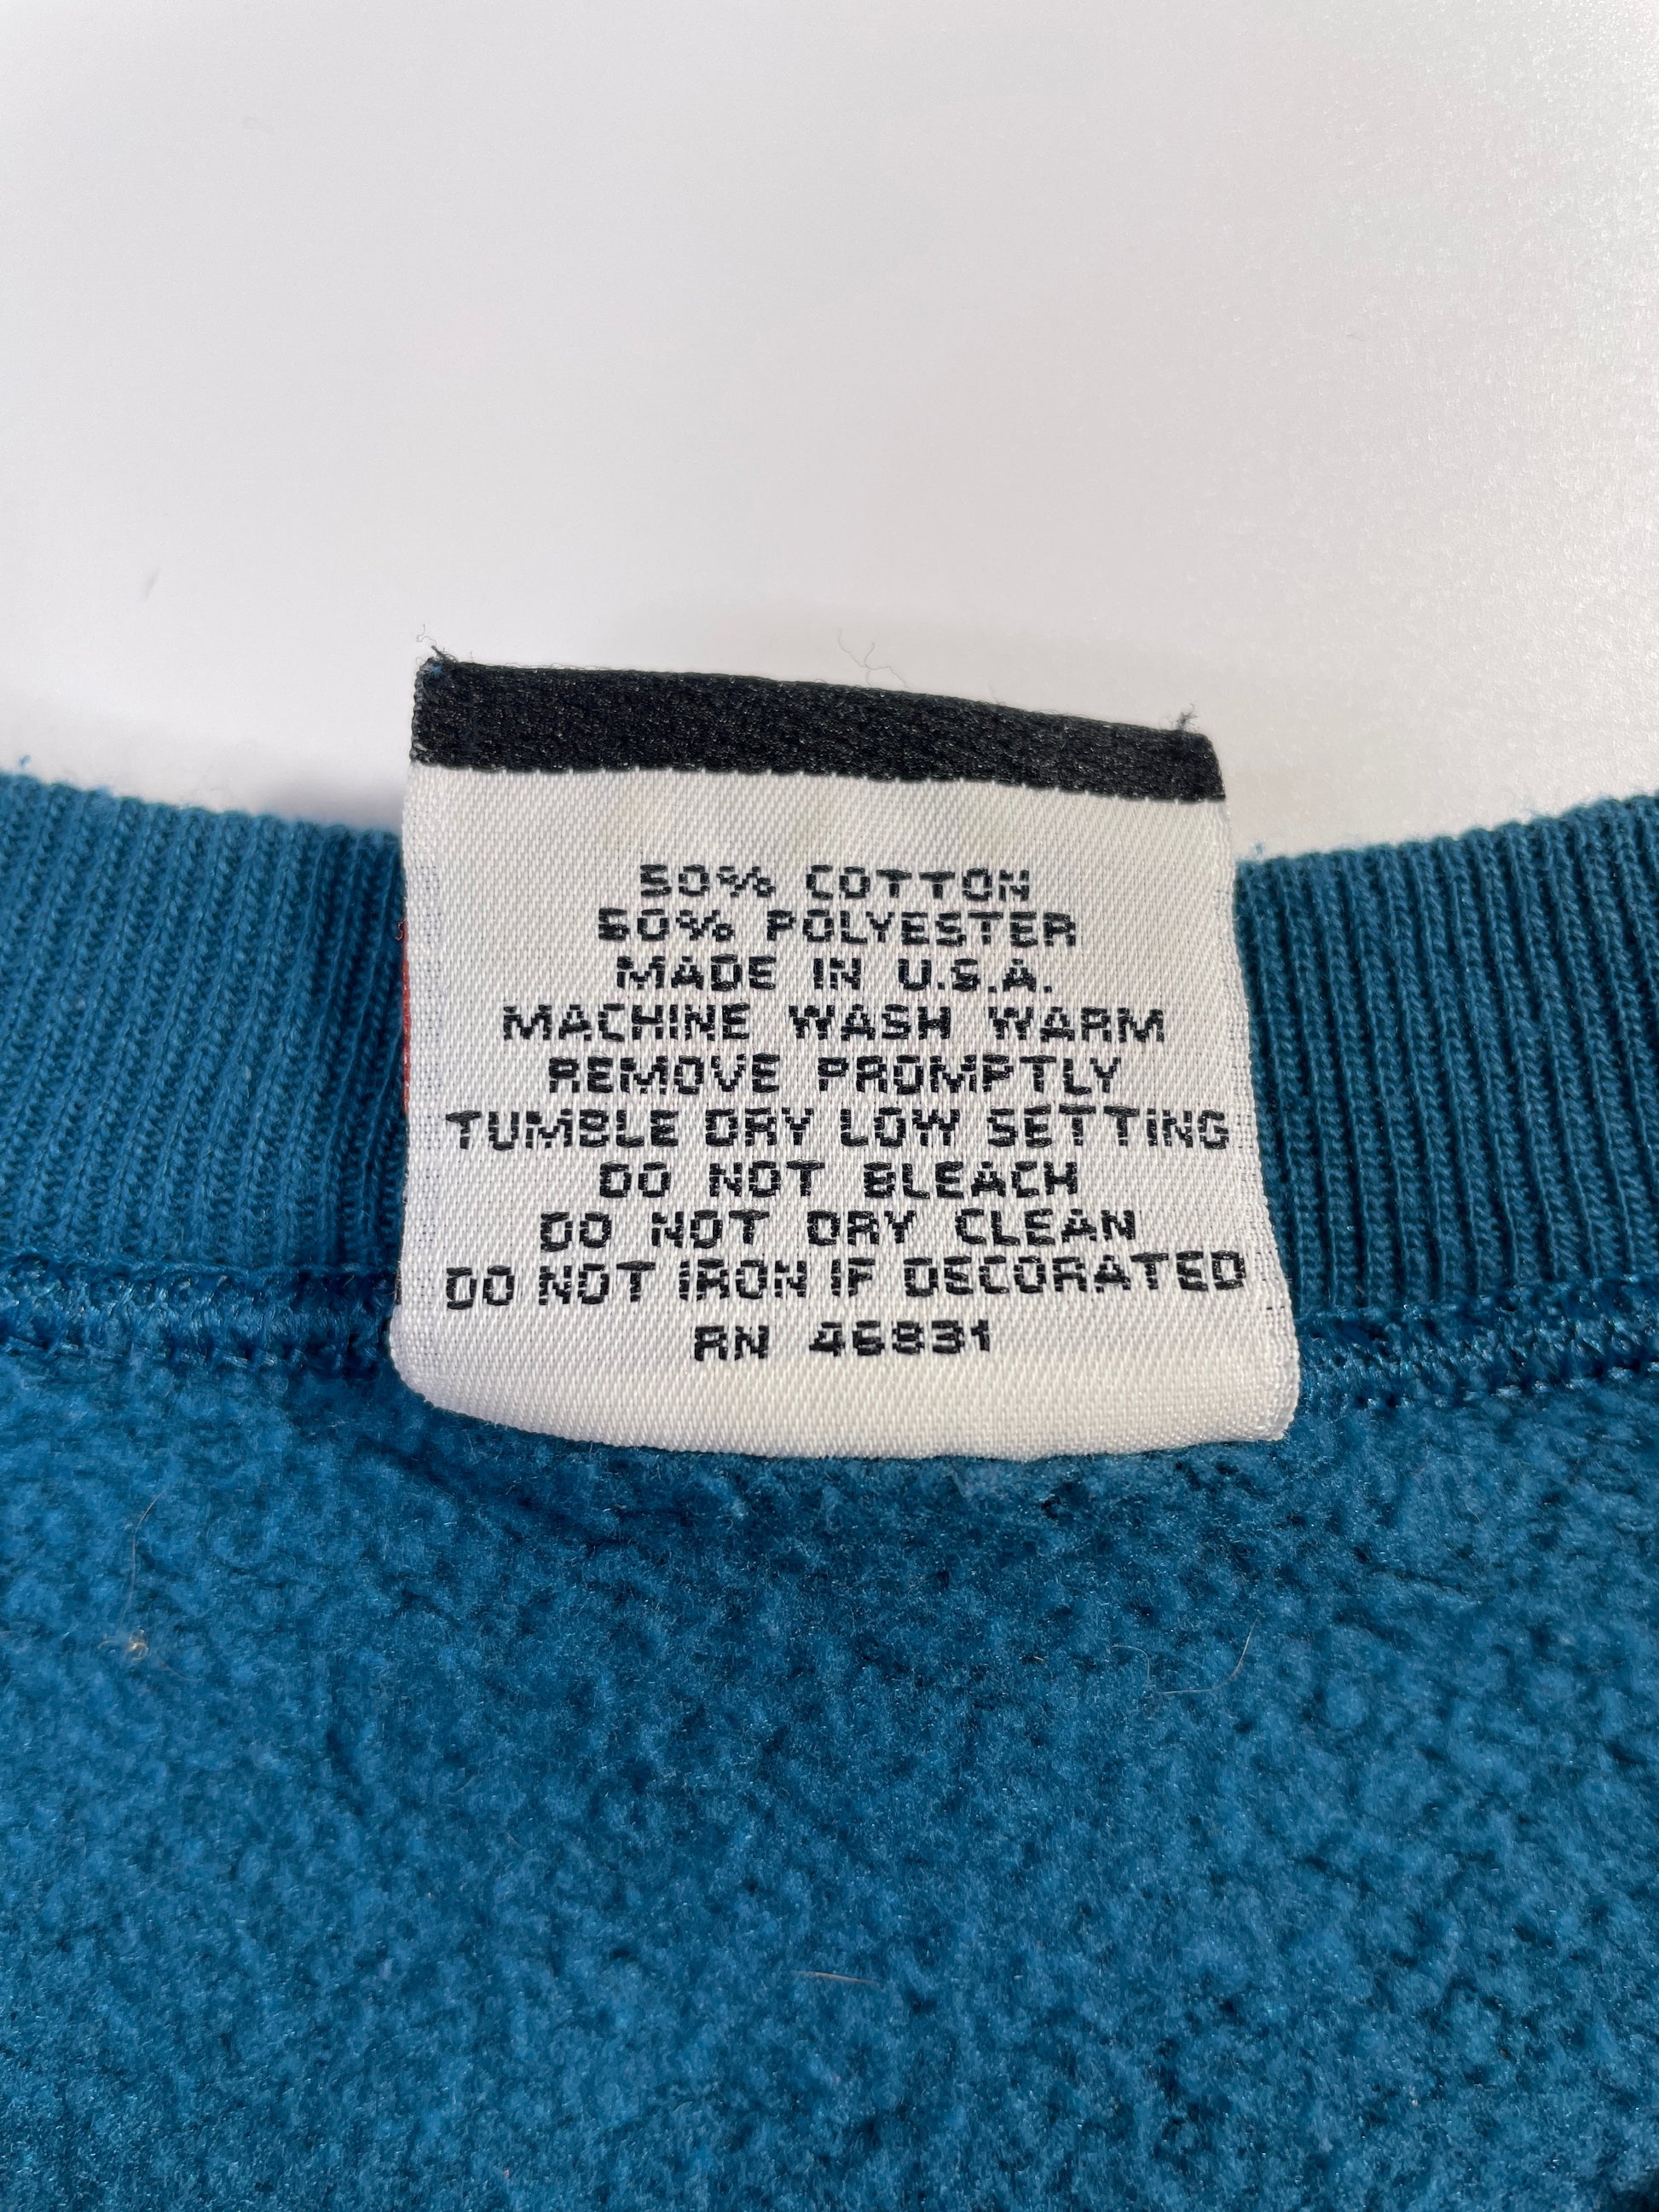 50% COTTON
50% POLYESTER
MADE IN U.S.A.
MACHINE WASH WARM
REMOVE PROMPTLY
TUMBLE DRY LOW SETTING
DO NOT BLEACH
DO NOT DRY CLEAN
DO NOT IRON IF DECORATED
RN 46831